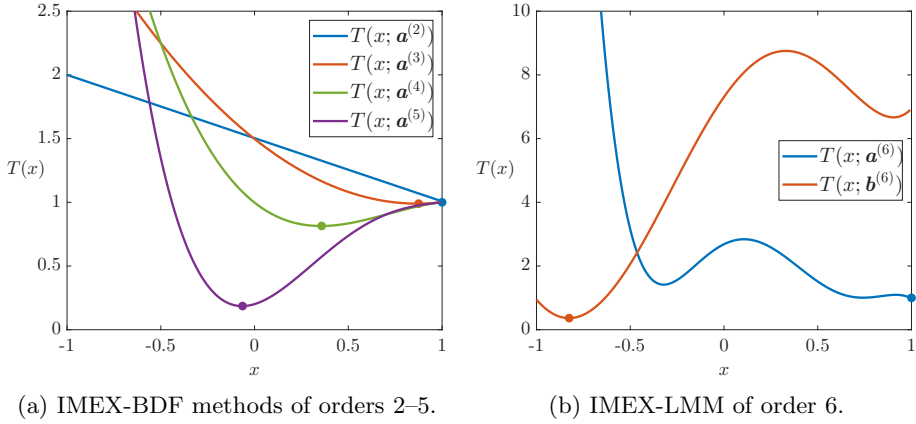 2.5
2
1.5
1
0.5
0
T(x)
-1
-0.5
0
0.5
1
x
T(x; a^(2))
T(x; a^(3))
T(x; a^(4))
T(x; a^(5))
(a) IMEX-BDF methods of orders 2–5.
10
8
6
4
2
0
T(x)
-1
-0.5
0
0.5
1
x
T(x; a^(6))
T(x; b^(6))
(b) IMEX-LMM of order 6.